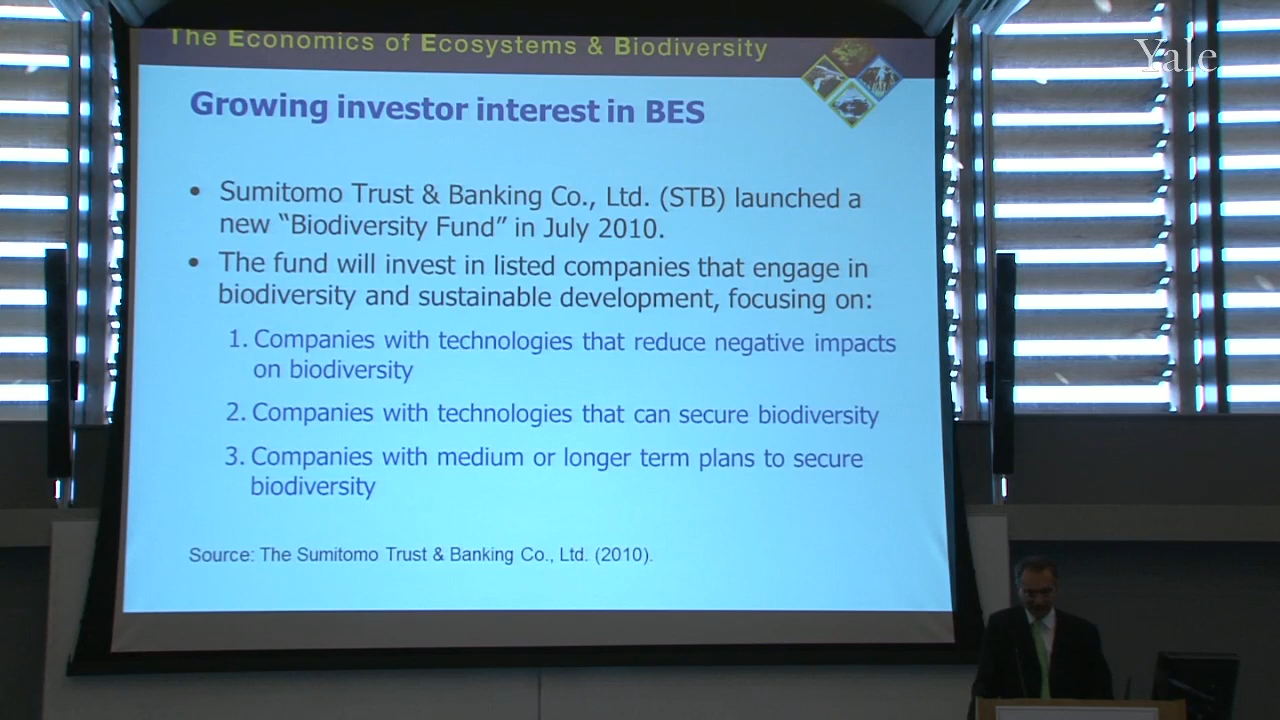 The Economics of Ecosystems & Biodiversity
Yale
Growing investor interest in BES
• Sumitomo Trust & Banking Co., Ltd. (STB) launched a
new “Biodiversity Fund” in July 2010.
• The fund will invest in listed companies that engage in
biodiversity and sustainable development, focusing on:
1. Companies with technologies that reduce negative impacts
on biodiversity
2. Companies with technologies that can secure biodiversity
3. Companies with medium or longer term plans to secure
biodiversity
Source: The Sumitomo Trust & Banking Co., Ltd. (2010).